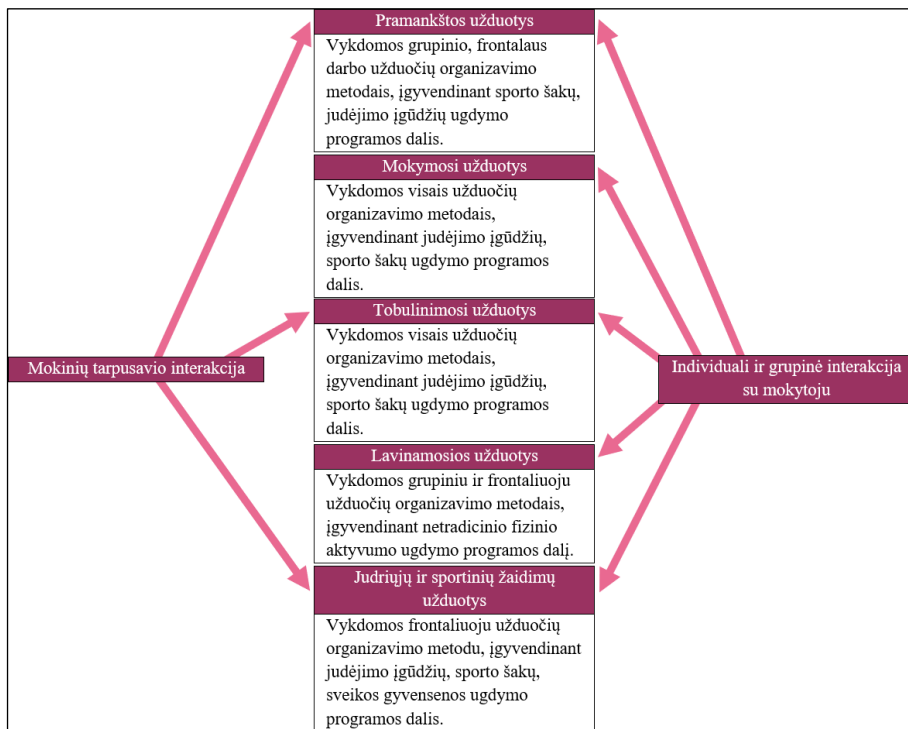 Pramankštos užduotys
Vykdomos grupinio, frontalaus
darbo užduočių organizavimo
metodais, įgyvendinant sporto šakų,
judėjimo įgūdžių ugdymo
programos dalis.
Mokymosi užduotys
Vykdomos visais užduočių
organizavimo metodais,
įgyvendinant judėjimo įgūdžių,
sporto šakų ugdymo programos
dalis.
Tobulinimosi užduotys
Vykdomos visais užduočių
organizavimo metodais,
įgyvendinant judėjimo įgūdžių,
sporto šakų ugdymo programos
dalis.
Mokinių tarpusavio interakcija
Individuali ir grupinė interakcija
su mokytoju
Lavinamosios užduotys
Vykdomos grupiniu ir frontaliuoju
užduočių organizavimo metodais,
įgyvendinant netradicinio fizinio
aktyvumo ugdymo programos dalį.
Judriųjų ir sportinių žaidimų
užduotys
Vykdomos frontaliuoju užduočių
organizavimo metodu, įgyvendinant
judėjimo įgūdžių, sporto šakų,
sveikos gyvensenos ugdymo
programos dalis.